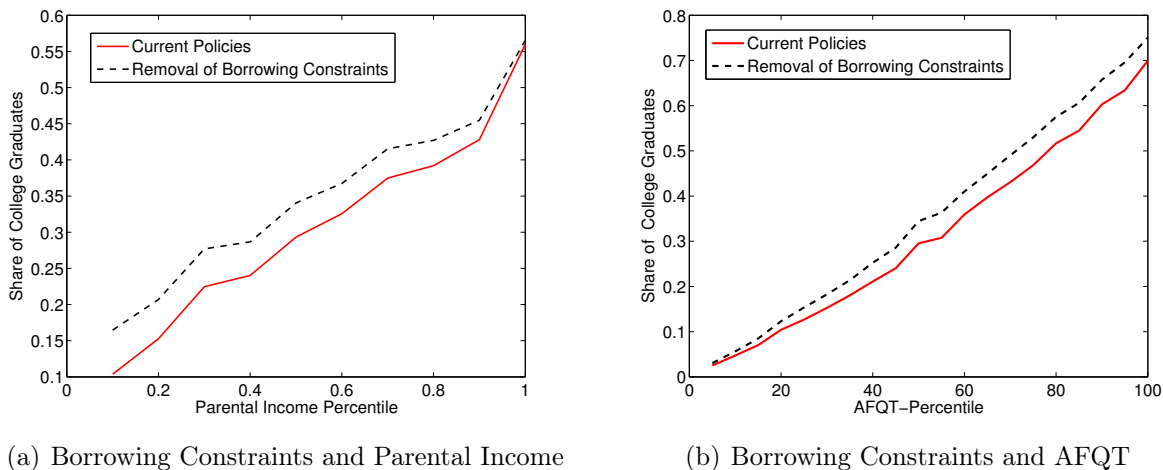 0.6
0.55
0.5
0.45
0.4
0.35
0.3
0.25
0.2
0.15
0.1
Share of College Graduates
Current Policies
Removal of Borrowing Constraints
0 0.2 0.4 0.6 0.8 1
Parental Income Percentile
(a) Borrowing Constraints and Parental Income
0.8
0.7
0.6
0.5
0.4
0.3
0.2
0.1
0
Share of College Graduates
Current Policies
Removal of Borrowing Constraints
0 20 40 60 80 100
AFQT−Percentile
(b) Borrowing Constraints and AFQT